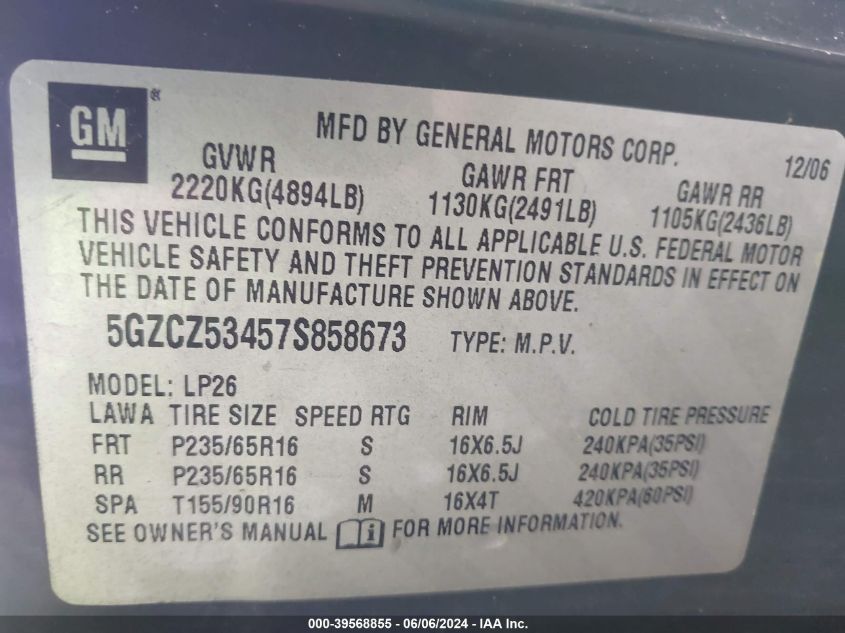 GM®
MFD BY GENERAL MOTORS CORP.
12/06
GVWR
GAWR FRT
GAWR RR
2220KG(4894LB)
1130KG(2491LB)
1105KG(2436LB)
THIS VEHICLE CONFORMS TO ALL APPLICABLE U.S. FEDERAL MOTOR
VEHICLE SAFETY AND THEFT PREVENTION STANDARDS IN EFFECT ON
THE DATE OF MANUFACTURE SHOWN ABOVE.
5GZCZ53457S858673 TYPE: M.P.V.
MODEL: LP26
LAWA TIRE SIZE SPEED RTG RIM COLD TIRE PRESSURE
FRT P235/65R16 S 16X6.5J 240KPA(35PSI)
RR P235/65R16 S 16X6.5J 240KPA(35PSI)
SPA T155/90R16 M 16X4T 420KPA(60PSI)
SEE OWNER'S MANUAL i FOR MORE INFORMATION.
000-39568855 - 06/06/2024 - IAA Inc.